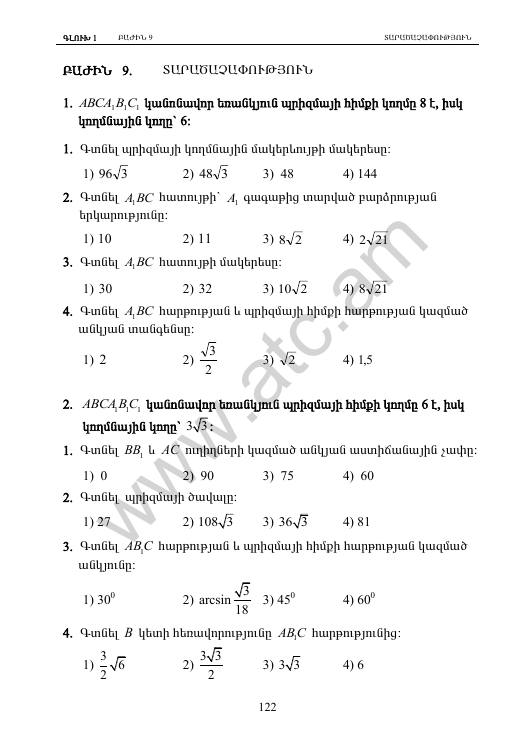 ԳԼՈՒԽ 1 ԲԱԺԻՆ 9 ՏԱՐԱԾԱՉԱՓՈՒԹՅՈՒՆ
ԲԱԺԻՆ 9. ՏԱՐԱԾԱՉԱՓՈՒԹՅՈՒՆ
1. ABCA₁B₁C₁ կանոնավոր եռանկյուն պրիզմայի հիմքի կողմը 8 է, իսկ
կողմնային կողը՝ 6:
1. Գտնել պրիզմայի կողմնային մակերևույթի մակերեսը:
1) 96√3 2) 48√3 3) 48 4) 144
2. Գտնել A₁BC հատույթի՝ A₁ գագաթից տարված բարձրության
երկարությունը:
1) 10 2) 11 3) 8√2 4) 2√21
3. Գտնել A₁BC հատույթի մակերեսը:
1) 30 2) 32 3) 10√2 4) 8√21
4. Գտնել A₁BC հարթության և պրիզմայի հիմքի հարթության կազմած
անկյան տանգենսը:
1) 2 2) √3/2 3) √2 4) 1,5
2. ABCA₁B₁C₁ կանոնավոր եռանկյուն պրիզմայի հիմքի կողմը 6 է, իսկ
կողմնային կողը՝ 3√3:
1. Գտնել BB₁ և AC ուղիղների կազմած անկյան աստիճանային չափը:
1) 0 2) 90 3) 75 4) 60
2. Գտնել պրիզմայի ծավալը:
1) 27 2) 108√3 3) 36√3 4) 81
3. Գտնել AB₁C հարթության և պրիզմայի հիմքի հարթության կազմած
անկյունը:
1) 30⁰ 2) arcsin √3/18 3) 45⁰ 4) 60⁰
4. Գտնել B կետի հեռավորությունը AB₁C հարթությունից:
1) 3/2 √6 2) 3√3/2 3) 3√3 4) 6
122
www.atc.am